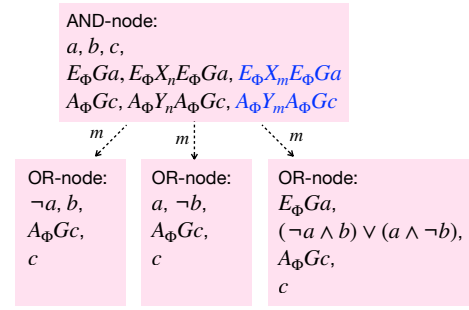 AND-node:
a, b, c,
E_ΦGa, E_ΦX_nE_ΦGa, E_ΦX_mE_ΦGa
A_ΦGc, A_ΦY_nA_ΦGc, A_ΦY_mA_ΦGc
m m m
OR-node:
¬a, b,
A_ΦGc,
c
OR-node:
a, ¬b,
A_ΦGc,
c
OR-node:
E_ΦGa,
(¬a ∧ b) ∨ (a ∧ ¬b),
A_ΦGc,
c